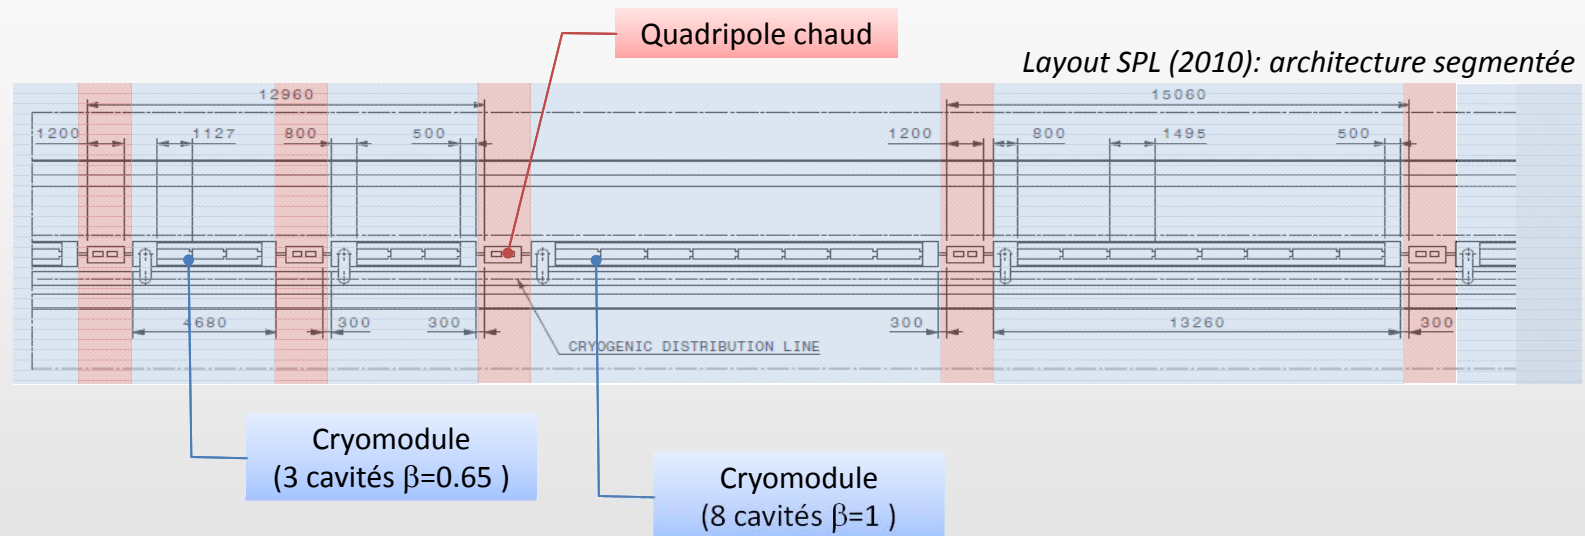 Quadripole chaud
Layout SPL (2010): architecture segmentée
12960
15060
1200
1127
800
500
1200
800
1495
500
4680
300
300
300
13260
300
CRYOGENIC DISTRIBUTION LINE
Cryomodule
(3 cavités β=0.65 )
Cryomodule
(8 cavités β=1 )